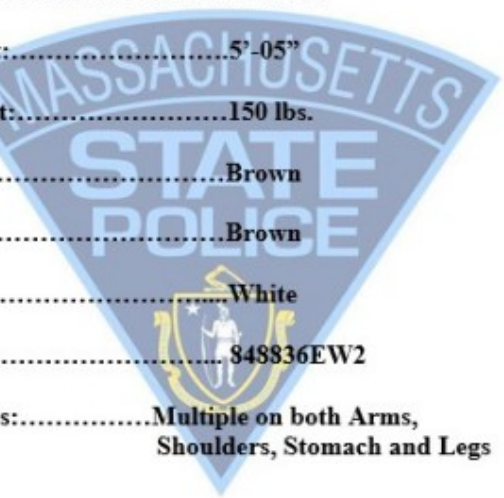 :..............................5’-05”
MASSACHUSETTS
t:..........................150 lbs.
STATE
............................Brown
POLICE
............................Brown
............................White
............................ 848836EW2
s:................Multiple on both Arms,
Shoulders, Stomach and Legs